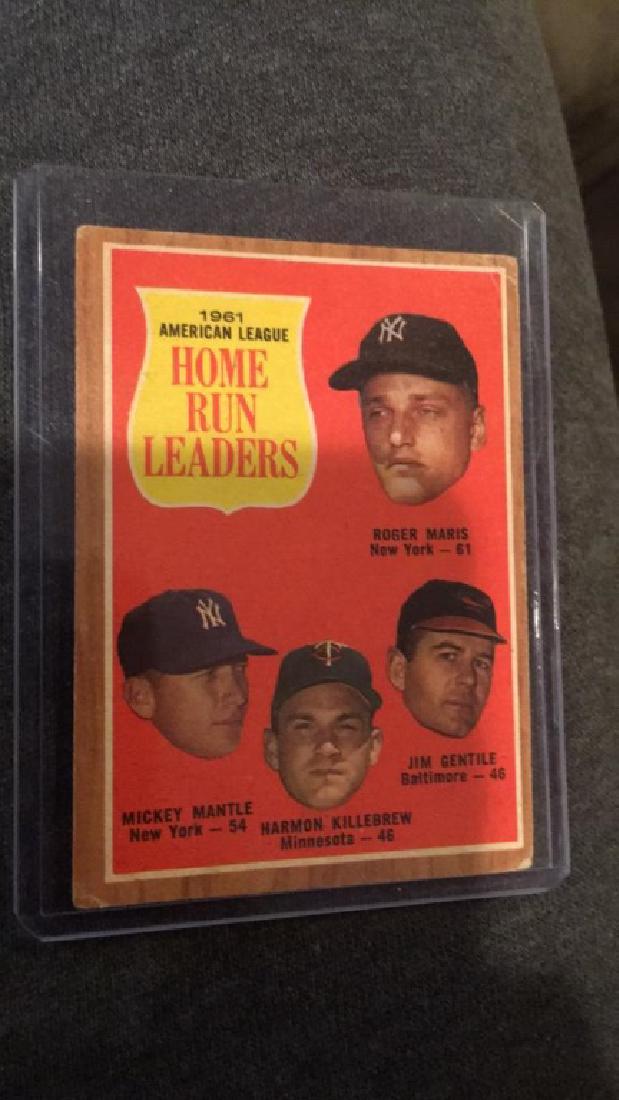 1961
AMERICAN LEAGUE
HOME
RUN
LEADERS
NY
ROGER MARIS
New York — 61
NY
TC
JIM GENTILE
Baltimore — 46
MICKEY MANTLE
New York — 54
HARMON KILLEBREW
Minnesota — 46